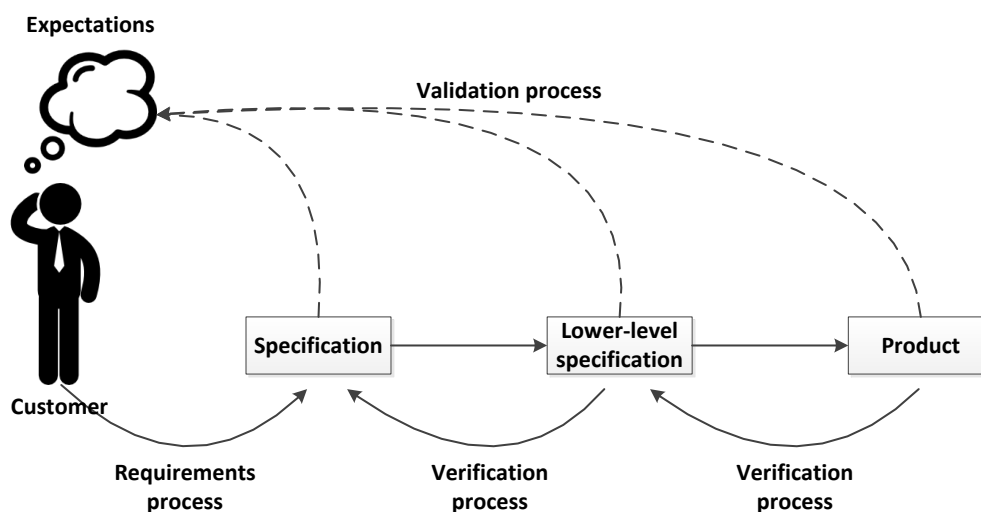 Expectations
Validation process
Specification
Lower-level
specification
Product
Customer
Requirements
process
Verification
process
Verification
process